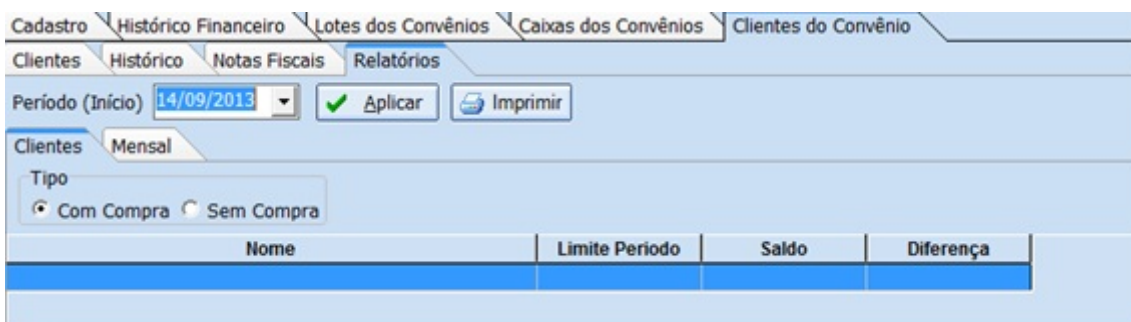 Cadastro Histórico Financeiro Lotes dos Convênios Caixas dos Convênios Clientes do Convênio
Clientes Histórico Notas Fiscais Relatórios
Período (Início) 14/09/2013 Aplicar Imprimir
Clientes Mensal
Tipo
Com Compra Sem Compra
Nome Limite Periodo Saldo Diferença